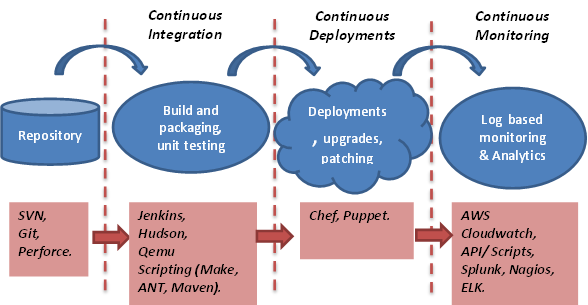 Continuous
Integration
Continuous
Deployments
Continuous
Monitoring
Repository
Build and
packaging,
unit testing
Deployments
, upgrades,
patching
Log based
monitoring
& Analytics
SVN,
Git,
Perforce.
Jenkins,
Hudson,
Qemu
Scripting (Make,
ANT, Maven).
Chef, Puppet.
AWS
Cloudwatch,
API/ Scripts,
Splunk, Nagios,
ELK.